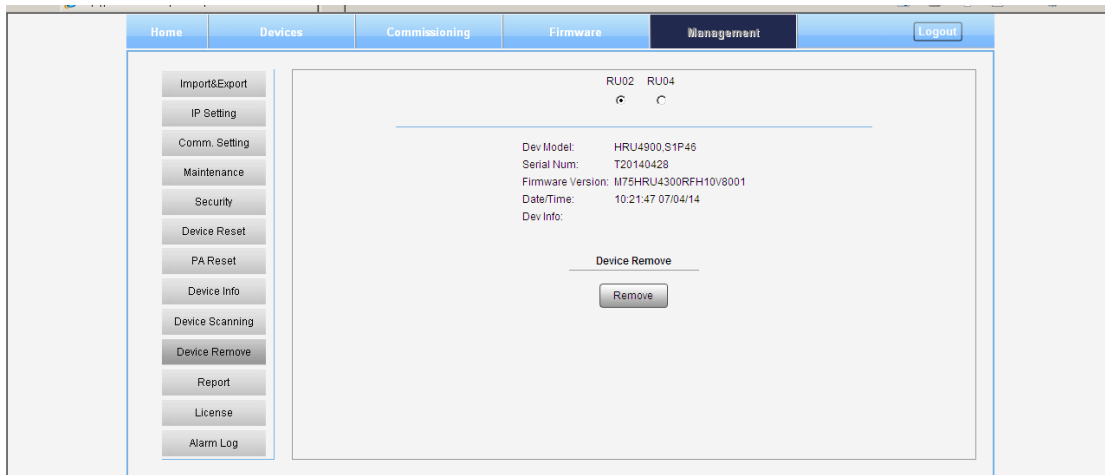 Home Devices Commissioning Firmware Management Logout
Import&Export
IP Setting
Comm. Setting
Maintenance
Security
Device Reset
PA Reset
Device Info
Device Scanning
Device Remove
Report
License
Alarm Log
RU02 RU04
Dev Model: HRU4900,S1P46
Serial Num: T20140428
Firmware Version: M75HRU4300RFH10V8001
Date/Time: 10:21:47 07/04/14
Dev Info:
Device Remove
Remove